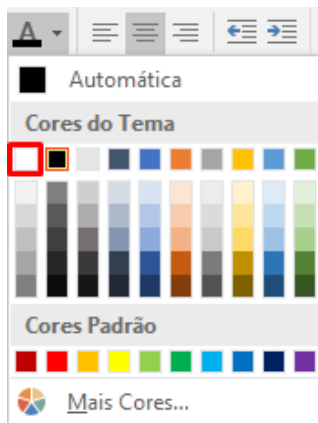 A
Automática
Cores do Tema
Cores Padrão
Mais Cores...